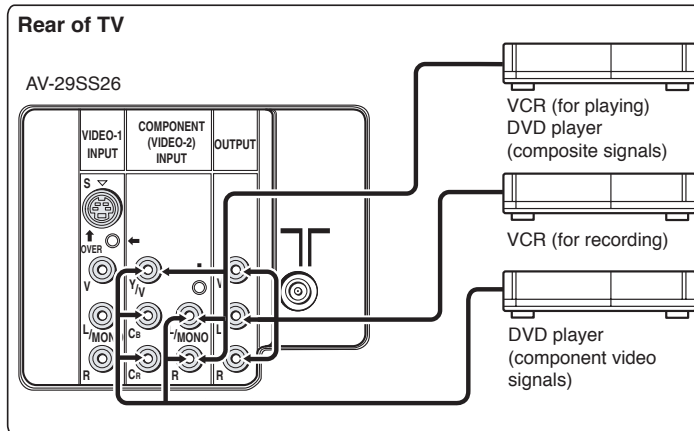 Rear of TV
AV-29SS26
VIDEO-1
INPUT
COMPONENT
(VIDEO-2)
INPUT
OUTPUT
S
OVER
V
Y/V
V
L/MONO
CB
L/MONO
L
R
CR
R
R
VCR (for playing)
DVD player
(composite signals)
VCR (for recording)
DVD player
(component video
signals)